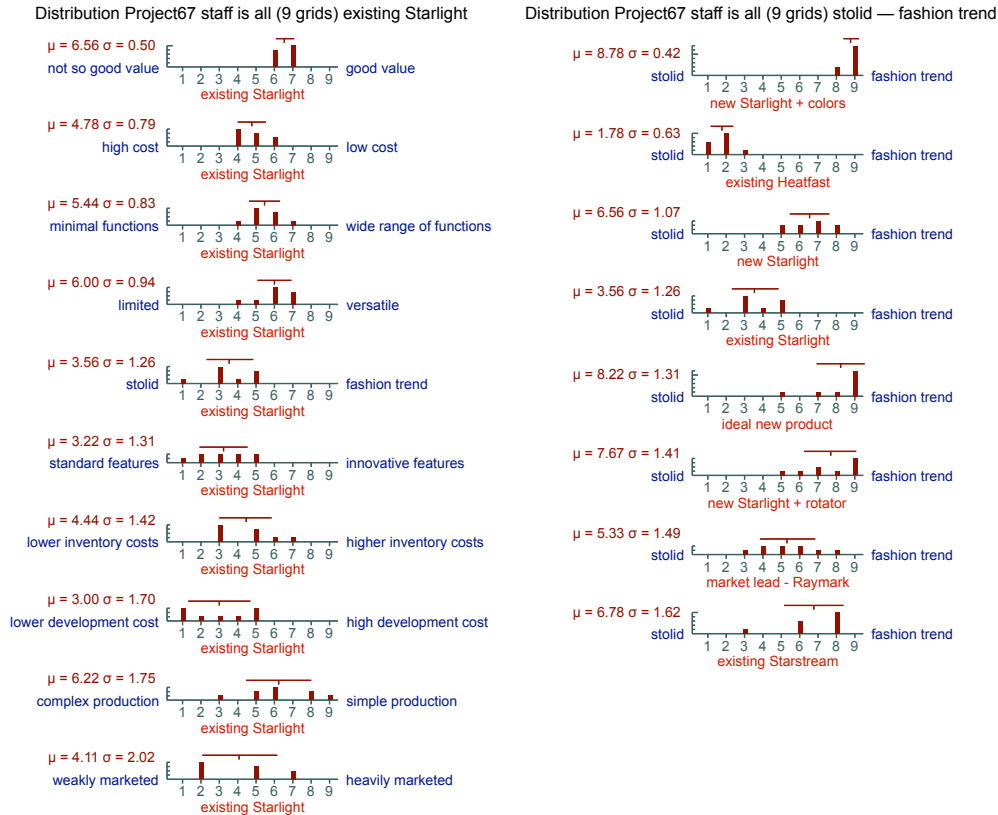 Distribution Project67 staff is all (9 grids) existing Starlight
μ = 6.56 σ = 0.50
not so good value
good value
1 2 3 4 5 6 7 8 9
existing Starlight
μ = 4.78 σ = 0.79
high cost
low cost
1 2 3 4 5 6 7 8 9
existing Starlight
μ = 5.44 σ = 0.83
minimal functions
wide range of functions
1 2 3 4 5 6 7 8 9
existing Starlight
μ = 6.00 σ = 0.94
limited
versatile
1 2 3 4 5 6 7 8 9
existing Starlight
μ = 3.56 σ = 1.26
stolid
fashion trend
1 2 3 4 5 6 7 8 9
existing Starlight
μ = 3.22 σ = 1.31
standard features
innovative features
1 2 3 4 5 6 7 8 9
existing Starlight
μ = 4.44 σ = 1.42
lower inventory costs
higher inventory costs
1 2 3 4 5 6 7 8 9
existing Starlight
μ = 3.00 σ = 1.70
lower development cost
high development cost
1 2 3 4 5 6 7 8 9
existing Starlight
μ = 6.22 σ = 1.75
complex production
simple production
1 2 3 4 5 6 7 8 9
existing Starlight
μ = 4.11 σ = 2.02
weakly marketed
heavily marketed
1 2 3 4 5 6 7 8 9
existing Starlight
Distribution Project67 staff is all (9 grids) stolid — fashion trend
μ = 8.78 σ = 0.42
stolid
fashion trend
1 2 3 4 5 6 7 8 9
new Starlight + colors
μ = 1.78 σ = 0.63
stolid
fashion trend
1 2 3 4 5 6 7 8 9
existing Heatfast
μ = 6.56 σ = 1.07
stolid
fashion trend
1 2 3 4 5 6 7 8 9
new Starlight
μ = 3.56 σ = 1.26
stolid
fashion trend
1 2 3 4 5 6 7 8 9
existing Starlight
μ = 8.22 σ = 1.31
stolid
fashion trend
1 2 3 4 5 6 7 8 9
ideal new product
μ = 7.67 σ = 1.41
stolid
fashion trend
1 2 3 4 5 6 7 8 9
new Starlight + rotator
μ = 5.33 σ = 1.49
stolid
fashion trend
1 2 3 4 5 6 7 8 9
market lead - Raymark
μ = 6.78 σ = 1.62
stolid
fashion trend
1 2 3 4 5 6 7 8 9
existing Starstream